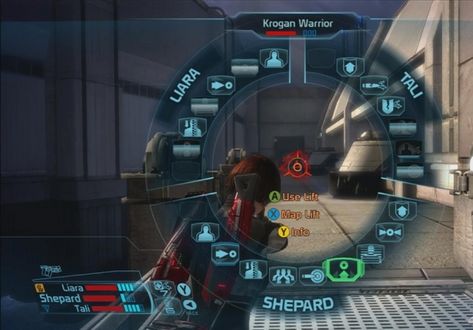 Krogan Warrior
LIARA
TALI
A Use Lift
X Map Lift
Y Info
Liara
Shepard
Tali
Y
X
SHEPARD